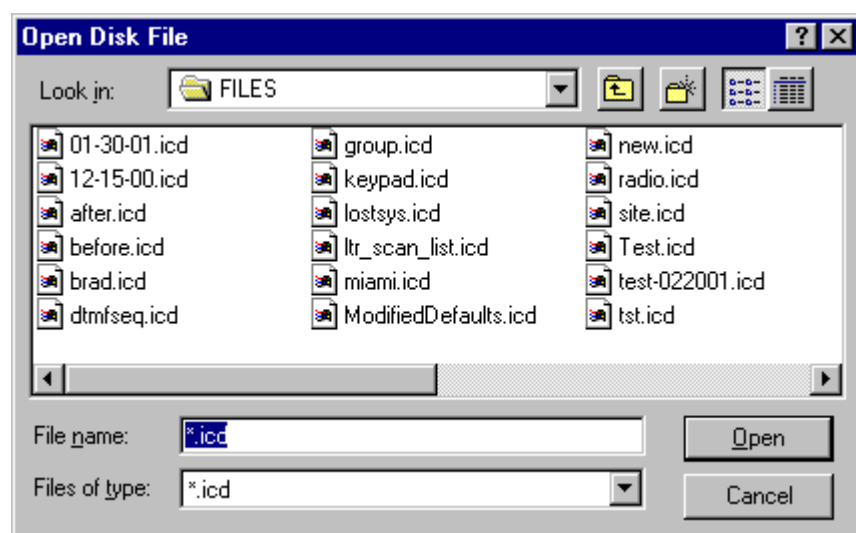 Open Disk File
Look in: FILES
01-30-01.icd group.icd new.icd
12-15-00.icd keypad.icd radio.icd
after.icd lostsys.icd site.icd
before.icd ltr_scan_list.icd Test.icd
brad.icd miami.icd test-022001.icd
dtmfseq.icd ModifiedDefaults.icd tst.icd
File name: *.icd Open
Files of type: *.icd Cancel